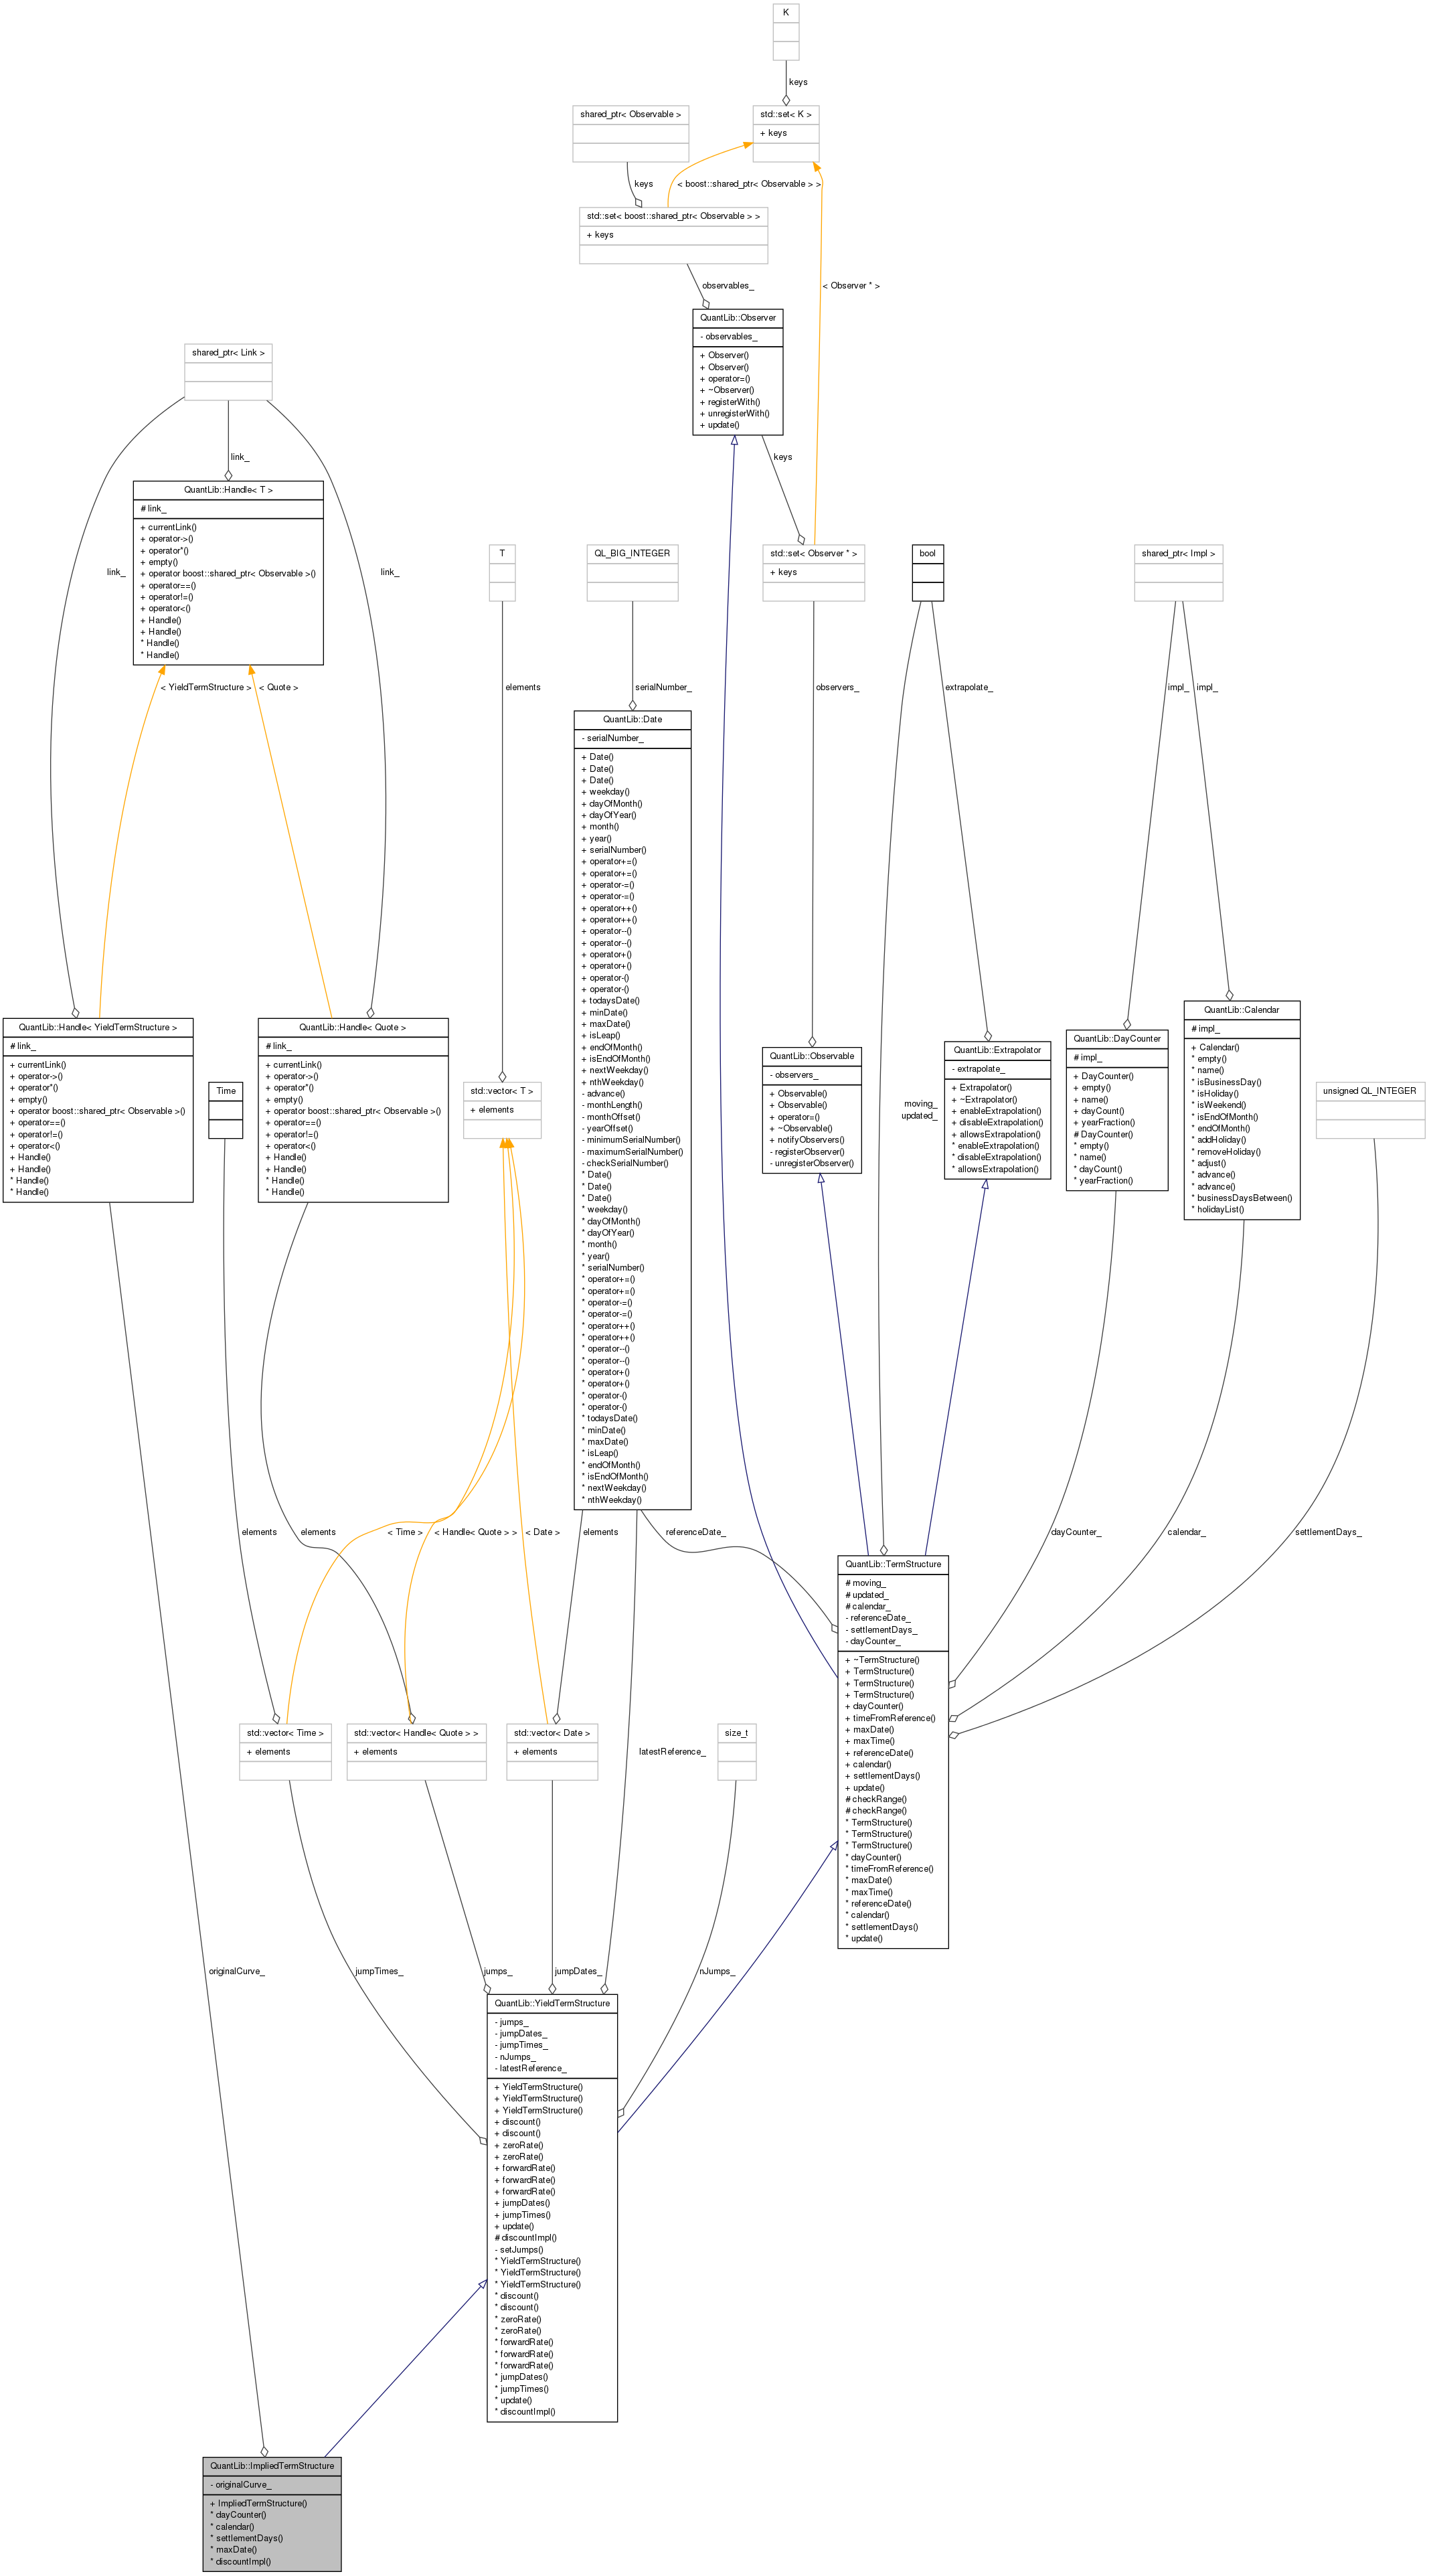 K
keys
shared_ptr< Observable >
std::set< K >
+ keys
keys
< boost::shared_ptr< Observable > >
std::set< boost::shared_ptr< Observable > >
+ keys
observables_
< Observer * >
QuantLib::Observer
- observables_
+ Observer()
+ Observer()
+ operator=()
+ ~Observer()
+ registerWith()
+ unregisterWith()
+ update()
keys
shared_ptr< Link >
link_
QuantLib::Handle< T >
# link_
+ currentLink()
+ operator->()
+ operator*()
+ empty()
+ operator boost::shared_ptr< Observable >()
+ operator==()
+ operator!=()
+ operator<()
+ Handle()
+ Handle()
* Handle()
* Handle()
link_
link_
< YieldTermStructure >
< Quote >
T
elements
QL_BIG_INTEGER
serialNumber_
std::set< Observer * >
+ keys
observers_
bool
extrapolate_
shared_ptr< Impl >
impl_
impl_
QuantLib::Date
- serialNumber_
+ Date()
+ Date()
+ Date()
+ weekday()
+ dayOfMonth()
+ dayOfYear()
+ month()
+ year()
+ serialNumber()
+ operator+=()
+ operator+=()
+ operator-=()
+ operator-=()
+ operator++()
+ operator++()
+ operator--()
+ operator--()
+ operator+()
+ operator+()
+ operator-()
+ operator-()
+ todaysDate()
+ minDate()
+ maxDate()
+ isLeap()
+ endOfMonth()
+ isEndOfMonth()
+ nextWeekday()
+ nthWeekday()
- advance()
- monthLength()
- monthOffset()
- yearOffset()
- minimumSerialNumber()
- maximumSerialNumber()
- checkSerialNumber()
* Date()
* Date()
* Date()
* weekday()
* dayOfMonth()
* dayOfYear()
* month()
* year()
* serialNumber()
* operator+=()
* operator+=()
* operator-=()
* operator-=()
* operator++()
* operator++()
* operator--()
* operator--()
* operator+()
* operator+()
* operator-()
* operator-()
* todaysDate()
* minDate()
* maxDate()
* isLeap()
* endOfMonth()
* isEndOfMonth()
* nextWeekday()
* nthWeekday()
QuantLib::Handle< YieldTermStructure >
# link_
+ currentLink()
+ operator->()
+ operator*()
+ empty()
+ operator boost::shared_ptr< Observable >()
+ operator==()
+ operator!=()
+ operator<()
+ Handle()
+ Handle()
* Handle()
* Handle()
Time
QuantLib::Handle< Quote >
# link_
+ currentLink()
+ operator->()
+ operator*()
+ empty()
+ operator boost::shared_ptr< Observable >()
+ operator==()
+ operator!=()
+ operator<()
+ Handle()
+ Handle()
* Handle()
* Handle()
std::vector< T >
+ elements
QuantLib::Observable
- observers_
+ Observable()
+ Observable()
+ operator=()
+ ~Observable()
+ notifyObservers()
- registerObserver()
- unregisterObserver()
moving_
updated_
QuantLib::Extrapolator
- extrapolate_
+ Extrapolator()
+ ~Extrapolator()
+ enableExtrapolation()
+ disableExtrapolation()
+ allowsExtrapolation()
* enableExtrapolation()
* disableExtrapolation()
* allowsExtrapolation()
QuantLib::DayCounter
# impl_
+ DayCounter()
+ empty()
+ name()
+ dayCount()
+ yearFraction()
# DayCounter()
* empty()
* name()
* dayCount()
* yearFraction()
QuantLib::Calendar
# impl_
+ Calendar()
* empty()
* name()
* isBusinessDay()
* isHoliday()
* isWeekend()
* isEndOfMonth()
* endOfMonth()
* addHoliday()
* removeHoliday()
* adjust()
* advance()
* advance()
* businessDaysBetween()
* holidayList()
unsigned QL_INTEGER
elements
elements
< Time >
< Handle< Quote > >
< Date >
elements
referenceDate_
dayCounter_
calendar_
settlementDays_
QuantLib::TermStructure
# moving_
# updated_
# calendar_
- referenceDate_
- settlementDays_
- dayCounter_
+ ~TermStructure()
+ TermStructure()
+ TermStructure()
+ TermStructure()
+ dayCounter()
+ timeFromReference()
+ maxDate()
+ maxTime()
+ referenceDate()
+ calendar()
+ settlementDays()
+ update()
# checkRange()
# checkRange()
* TermStructure()
* TermStructure()
* TermStructure()
* dayCounter()
* timeFromReference()
* maxDate()
* maxTime()
* referenceDate()
* calendar()
* settlementDays()
* update()
std::vector< Time >
+ elements
std::vector< Handle< Quote > >
+ elements
std::vector< Date >
+ elements
latestReference_
size_t
originalCurve_
jumpTimes_
jumps_
jumpDates_
nJumps_
QuantLib::YieldTermStructure
- jumps_
- jumpDates_
- jumpTimes_
- nJumps_
- latestReference_
+ YieldTermStructure()
+ YieldTermStructure()
+ YieldTermStructure()
+ discount()
+ discount()
+ zeroRate()
+ zeroRate()
+ forwardRate()
+ forwardRate()
+ forwardRate()
+ jumpDates()
+ jumpTimes()
+ update()
# discountImpl()
- setJumps()
* YieldTermStructure()
* YieldTermStructure()
* YieldTermStructure()
* discount()
* discount()
* zeroRate()
* zeroRate()
* forwardRate()
* forwardRate()
* forwardRate()
* jumpDates()
* jumpTimes()
* update()
* discountImpl()
QuantLib::ImpliedTermStructure
- originalCurve_
+ ImpliedTermStructure()
* dayCounter()
* calendar()
* settlementDays()
* maxDate()
* discountImpl()